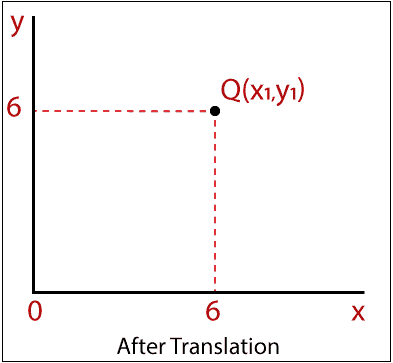 y
Q(x₁,y₁)
6
0 6 x
After Translation